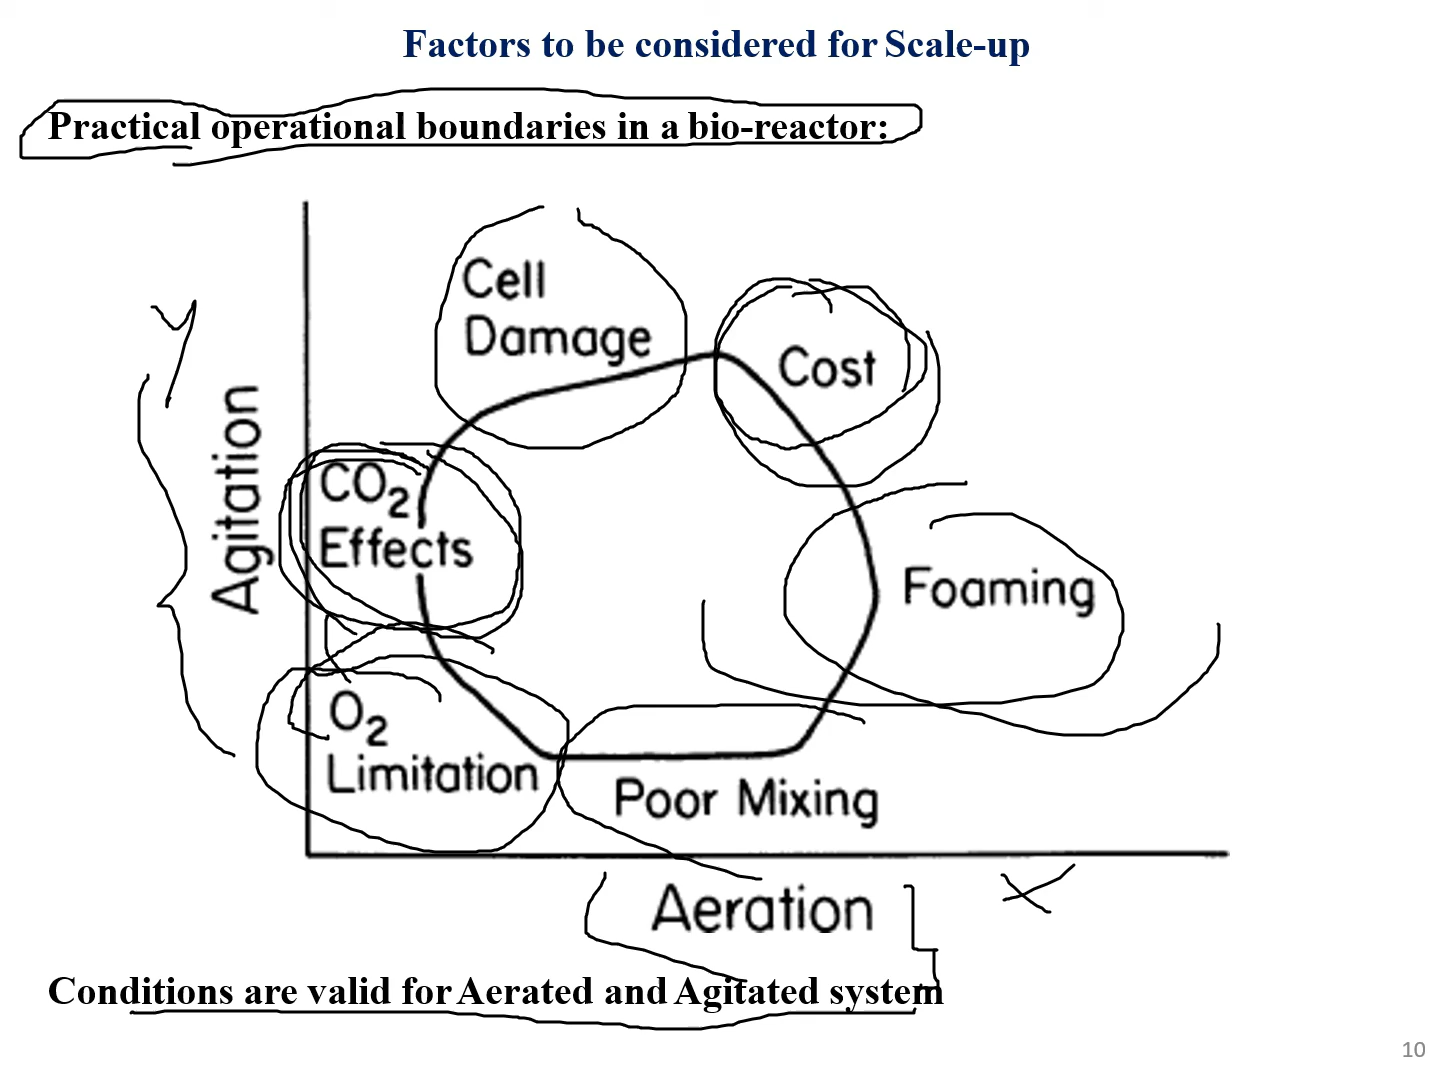 Factors to be considered for Scale-up
Practical operational boundaries in a bio-reactor:
Cell
Damage
Cost
CO₂
Effects
Foaming
O₂
Limitation
Poor Mixing
Agitation
Aeration
y
x
Conditions are valid for Aerated and Agitated system
10